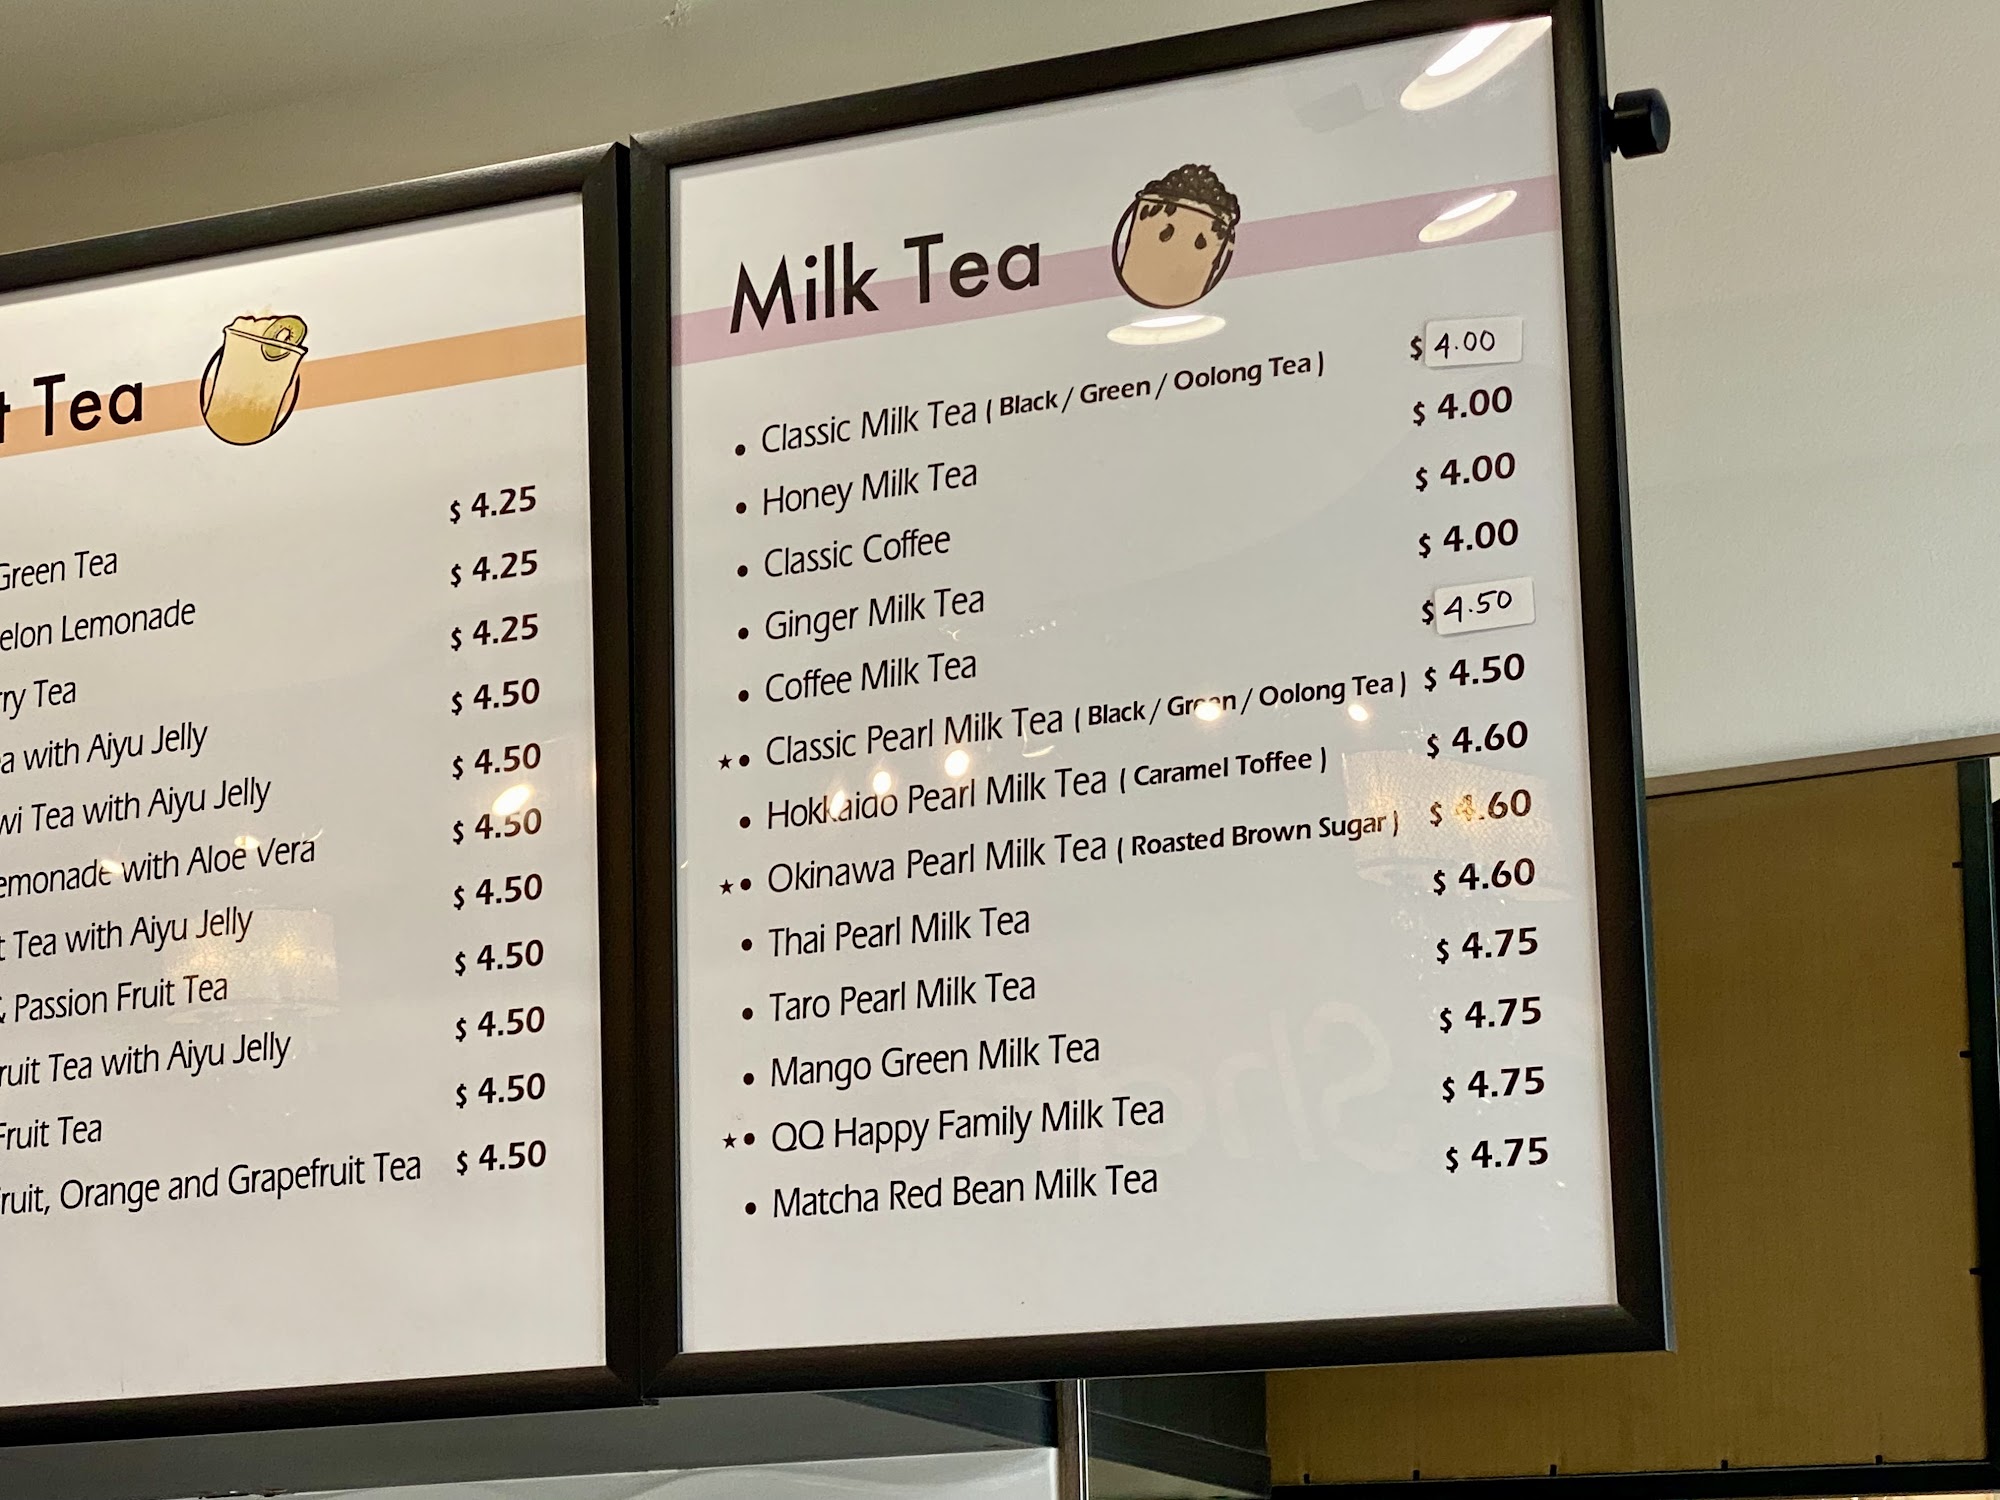 t Tea
Green Tea $ 4.25
elon Lemonade $ 4.25
ry Tea $ 4.25
a with Aiyu Jelly $ 4.50
wi Tea with Aiyu Jelly $ 4.50
emonade with Aloe Vera $ 4.50
t Tea with Aiyu Jelly $ 4.50
& Passion Fruit Tea $ 4.50
ruit Tea with Aiyu Jelly $ 4.50
Fruit Tea $ 4.50
ruit, Orange and Grapefruit Tea $ 4.50
Milk Tea
• Classic Milk Tea ( Black / Green / Oolong Tea ) $ 4.00
• Honey Milk Tea $ 4.00
• Classic Coffee $ 4.00
• Ginger Milk Tea $ 4.00
• Coffee Milk Tea $ 4.50
★• Classic Pearl Milk Tea ( Black / Green / Oolong Tea ) $ 4.50
• Hokkaido Pearl Milk Tea ( Caramel Toffee ) $ 4.60
★• Okinawa Pearl Milk Tea ( Roasted Brown Sugar ) $ 4.60
• Thai Pearl Milk Tea $ 4.60
• Taro Pearl Milk Tea $ 4.75
• Mango Green Milk Tea $ 4.75
★• QQ Happy Family Milk Tea $ 4.75
• Matcha Red Bean Milk Tea $ 4.75